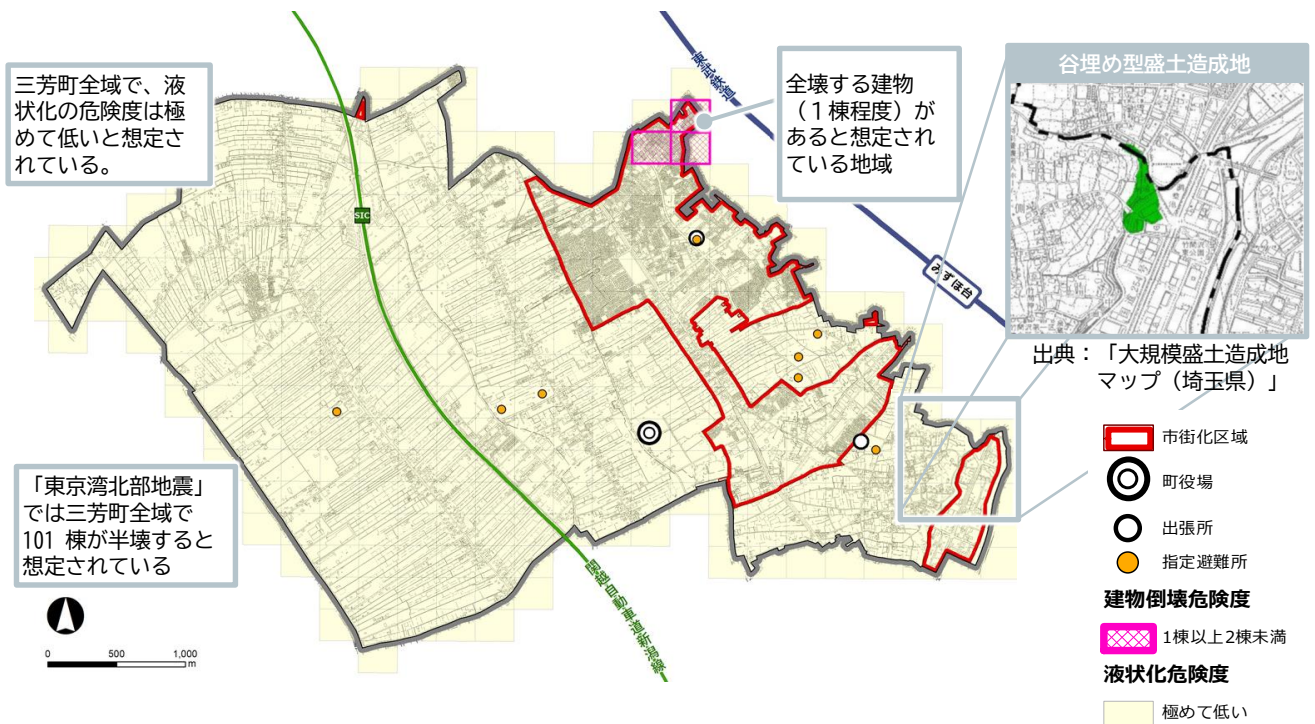 三芳町全域で、液
状化の危険度は極
めて低いと想定さ
れている。
東武鉄道
全壊する建物
（１棟程度）が
あると想定され
ている地域
谷埋め型盛土造成地
SIC
みずほ台
出典：「大規模盛土造成地
マップ（埼玉県）」
市街化区域
町役場
出張所
指定避難所
建物倒壊危険度
1棟以上2棟未満
液状化危険度
極めて低い
「東京湾北部地震」
では三芳町全域で
101 棟が半壊すると
想定されている
関越自動車道新潟線
0 500 1,000
m